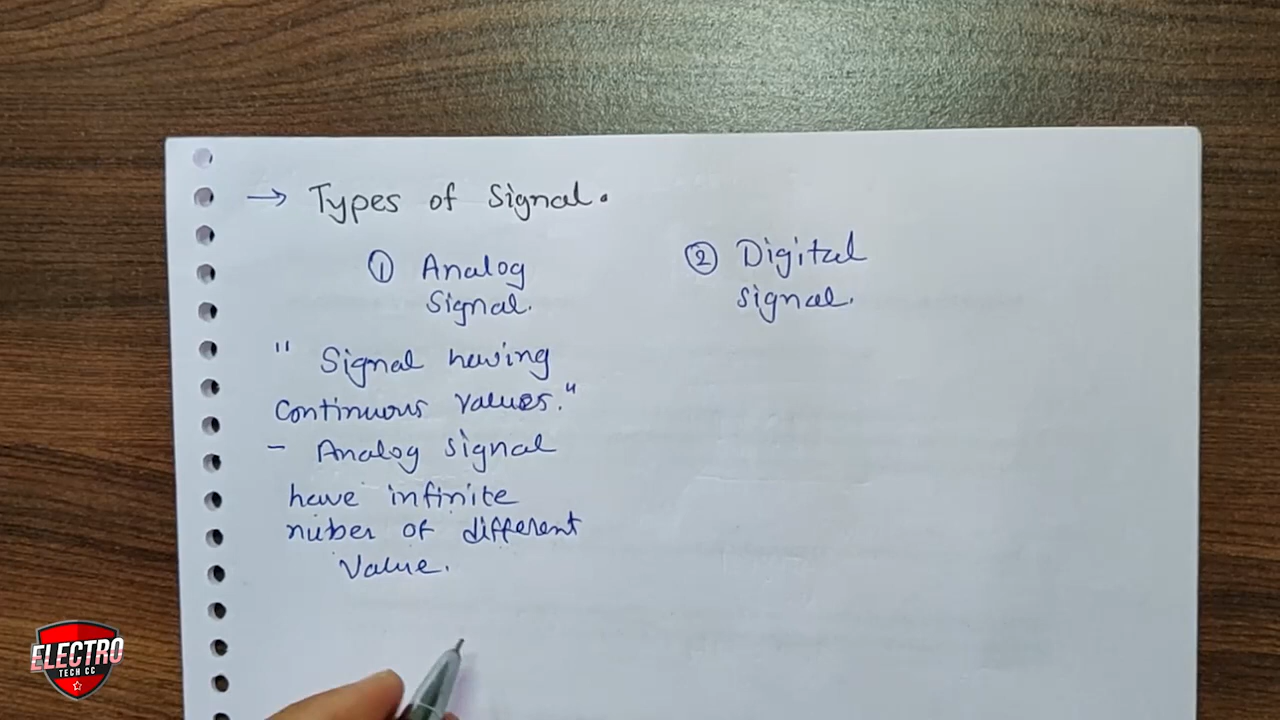 → Types of Signal.
① Analog
Signal.
② Digital
signal.
" Signal having
continuous values."
- Analog signal
have infinite
nuber of different
Value.
ELECTRO
TECH CC